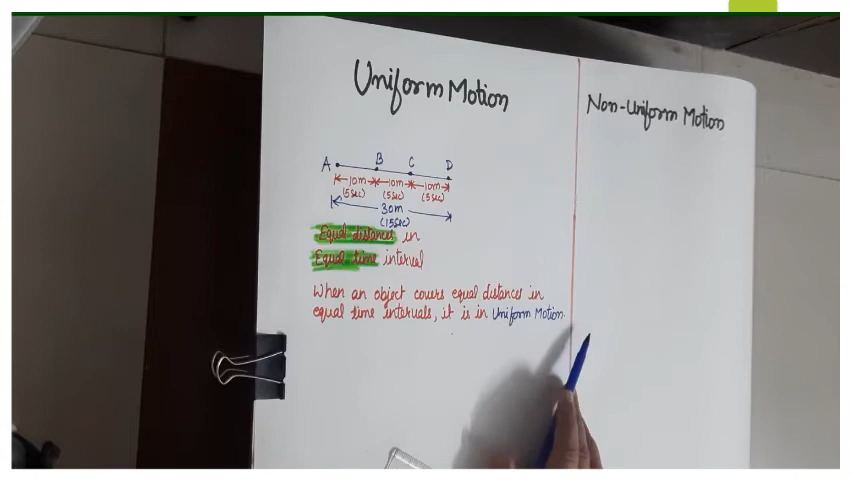 Uniform Motion
Non-Uniform Motion
A B C D
10m 10m 10m
(5sec) (5sec) (5sec)
30m
(15sec)
Equal distances in
Equal time interval
When an object covers equal distances in
equal time intervals, it is in Uniform Motion.